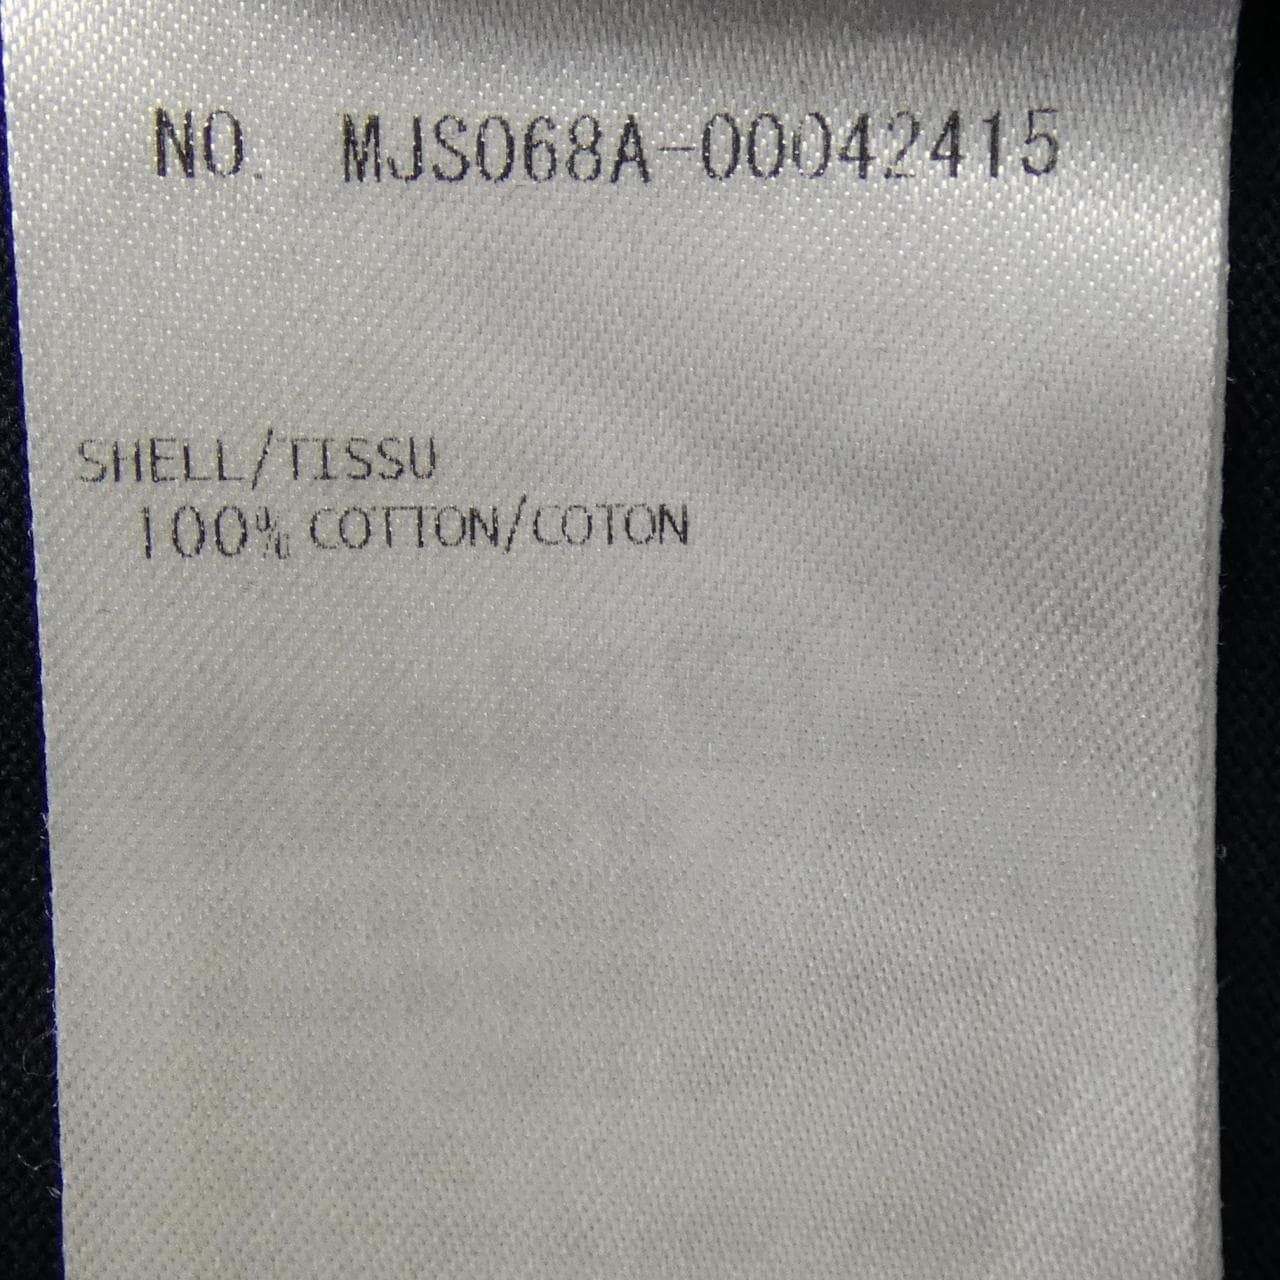 NO. MJS068A-00042415
SHELL/TISSU
100% COTTON/COTON